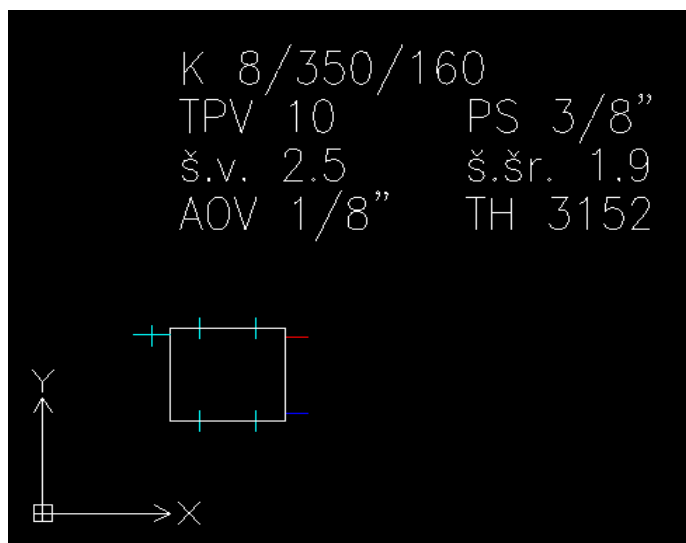 K 8/350/160
TPV 10 PS 3/8”
š.v. 2.5 š.šr. 1.9
AOV 1/8” TH 3152
Y
X